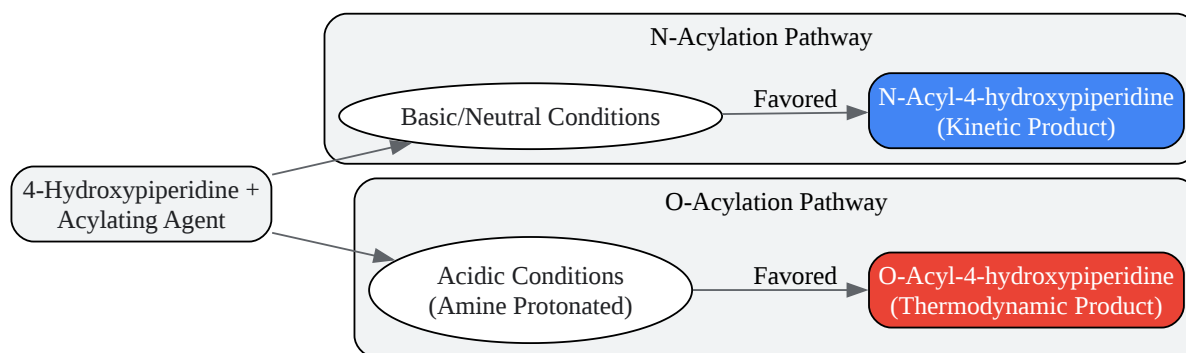 N-Acylation Pathway
Basic/Neutral Conditions
Favored
N-Acyl-4-hydroxypiperidine
(Kinetic Product)
4-Hydroxypiperidine +
Acylating Agent
O-Acylation Pathway
Acidic Conditions
(Amine Protonated)
Favored
O-Acyl-4-hydroxypiperidine
(Thermodynamic Product)